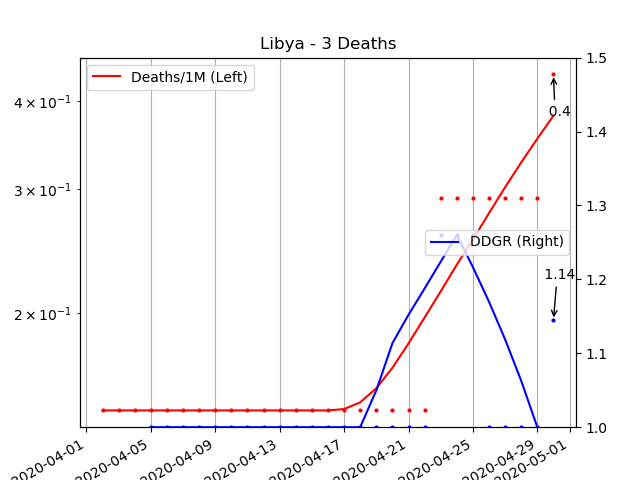 Libya - 3 Deaths
Deaths/1M (Left)
DDGR (Right)
0.4
1.14
4 × 10⁻¹
3 × 10⁻¹
2 × 10⁻¹
1.5
1.4
1.3
1.2
1.1
1.0
2020-04-01
2020-04-05
2020-04-09
2020-04-13
2020-04-17
2020-04-21
2020-04-25
2020-04-29
2020-05-01